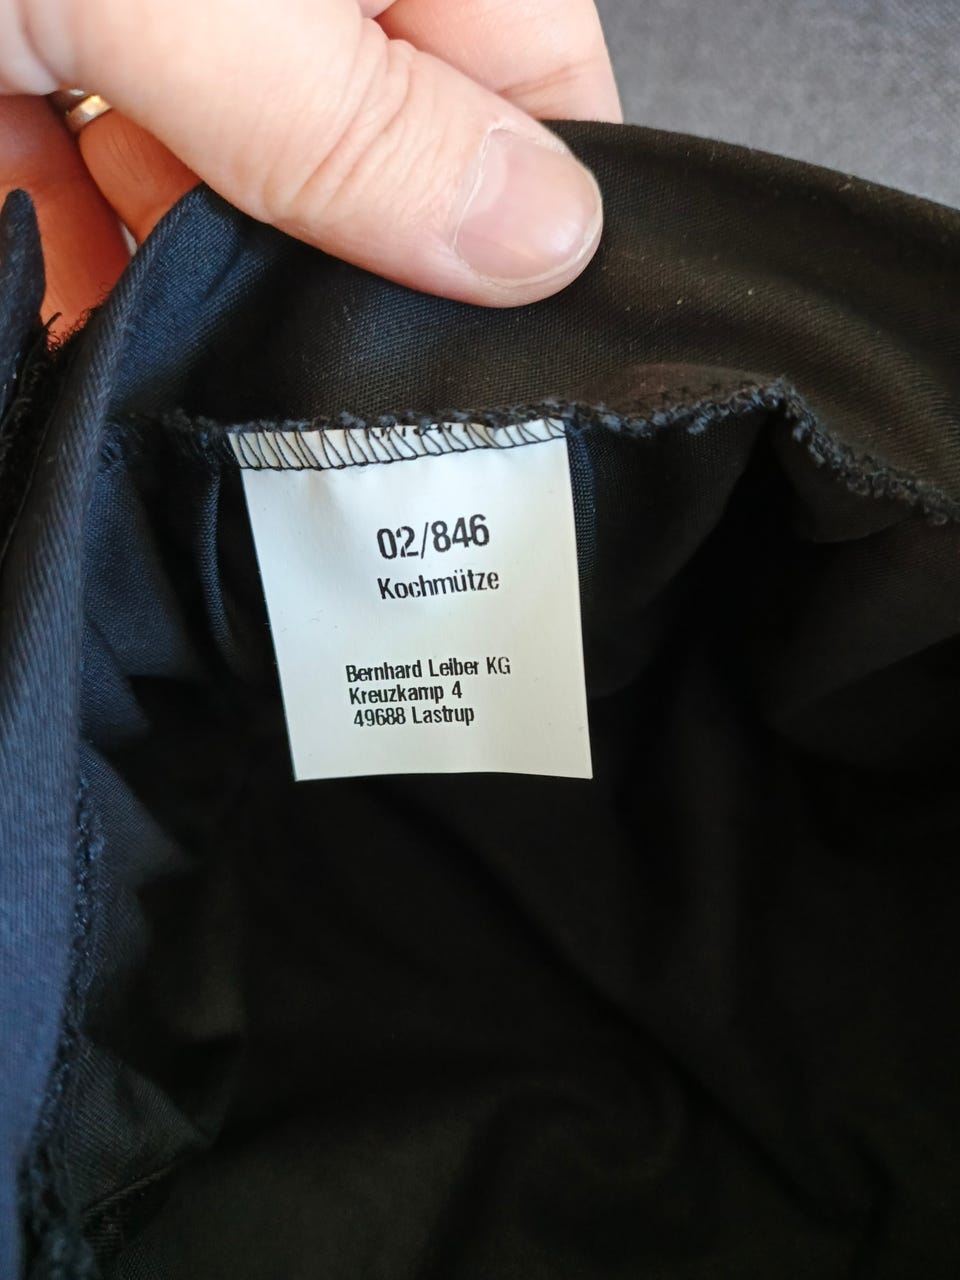 02/846
Kochmütze
Bernhard Leiber KG
Kreuzkamp 4
49688 Lastrup